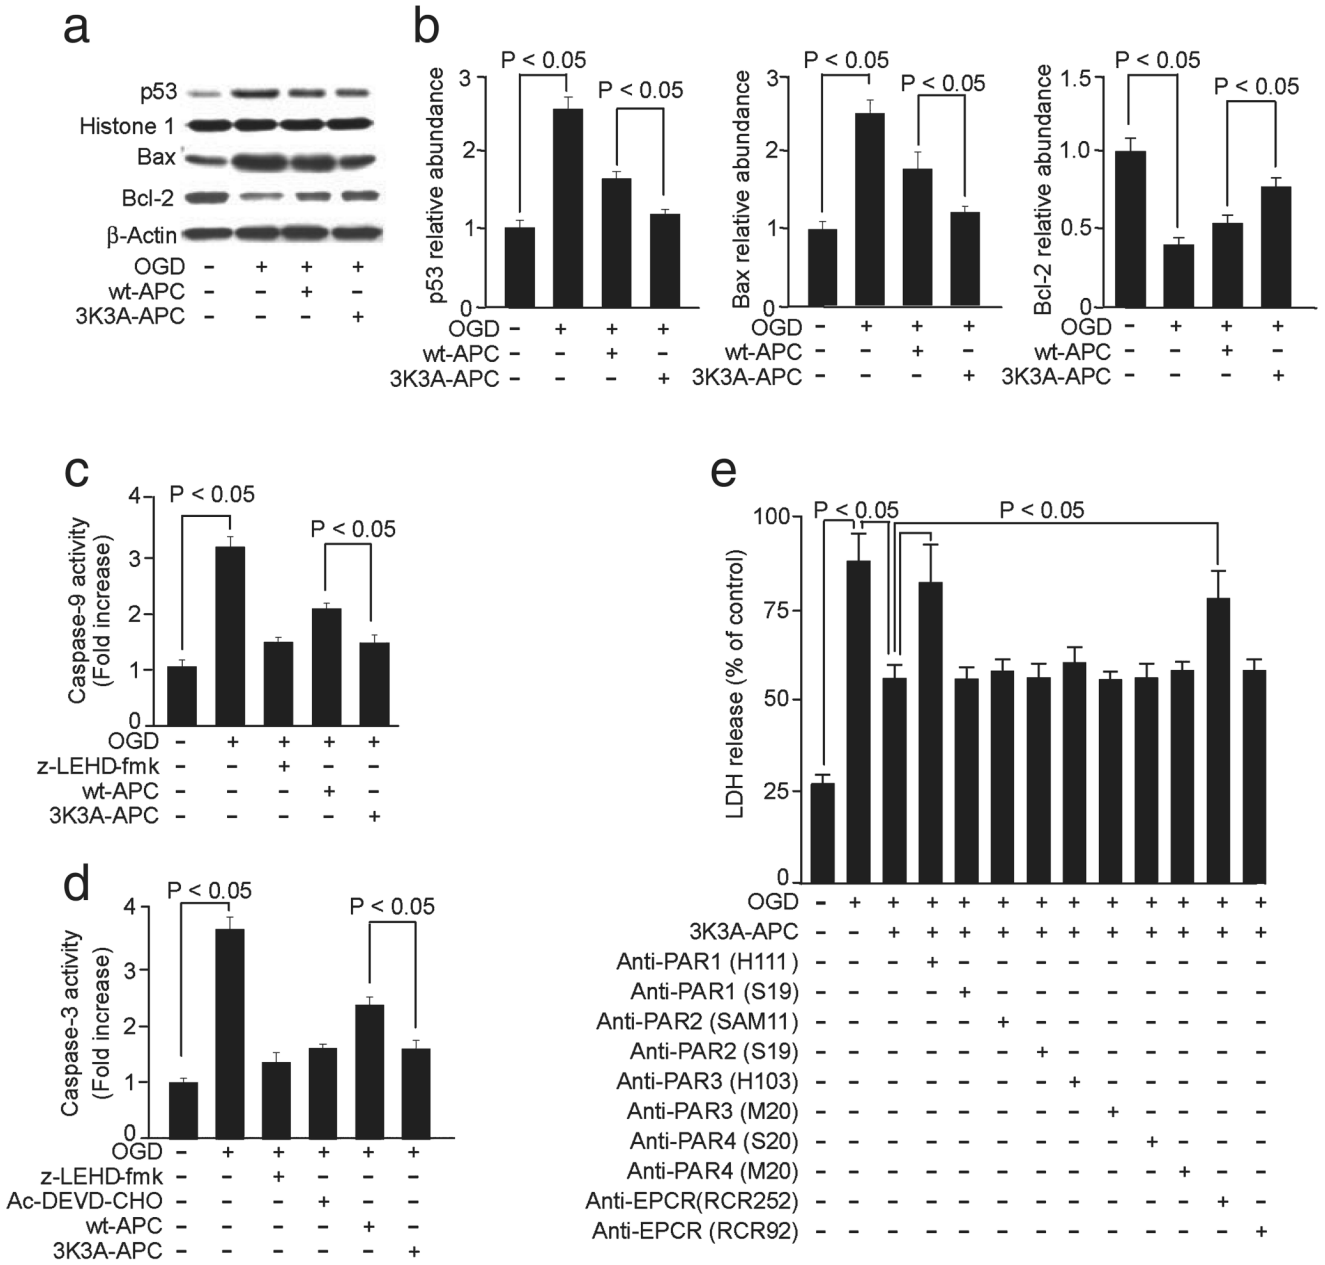 a
p53
Histone 1
Bax
Bcl-2
β-Actin
OGD − + + +
wt-APC − − + −
3K3A-APC − − − +
b
P < 0.05
P < 0.05
p53 relative abundance
3
2
1
0
OGD − + + +
wt-APC − − + −
3K3A-APC − − − +
P < 0.05
P < 0.05
Bax relative abundance
3
2
1
0
OGD − + + +
wt-APC − − + −
3K3A-APC − − − +
P < 0.05
P < 0.05
Bcl-2 relative abundance
1.5
1.0
0.5
0
OGD − + + +
wt-APC − − + −
3K3A-APC − − − +
c
P < 0.05
P < 0.05
Caspase-9 activity
(Fold increase)
4
3
2
1
0
OGD − + + + +
z-LEHD-fmk − − + − −
wt-APC − − − + −
3K3A-APC − − − − +
d
P < 0.05
P < 0.05
Caspase-3 activity
(Fold increase)
4
3
2
1
0
OGD − + + + + +
z-LEHD-fmk − − + − − −
Ac-DEVD-CHO − − − + − −
wt-APC − − − − + −
3K3A-APC − − − − − +
e
P < 0.05
P < 0.05
LDH release (% of control)
100
75
50
25
0
OGD − + + + + + + + + + + + +
3K3A-APC − − + + + + + + + + + + +
Anti-PAR1 (H111) − − − + − − − − − − − − −
Anti-PAR1 (S19) − − − − + − − − − − − − −
Anti-PAR2 (SAM11) − − − − − + − − − − − − −
Anti-PAR2 (S19) − − − − − − + − − − − − −
Anti-PAR3 (H103) − − − − − − − + − − − − −
Anti-PAR3 (M20) − − − − − − − − + − − − −
Anti-PAR4 (S20) − − − − − − − − − + − − −
Anti-PAR4 (M20) − − − − − − − − − − + − −
Anti-EPCR(RCR252) − − − − − − − − − − − + −
Anti-EPCR (RCR92) − − − − − − − − − − − − +